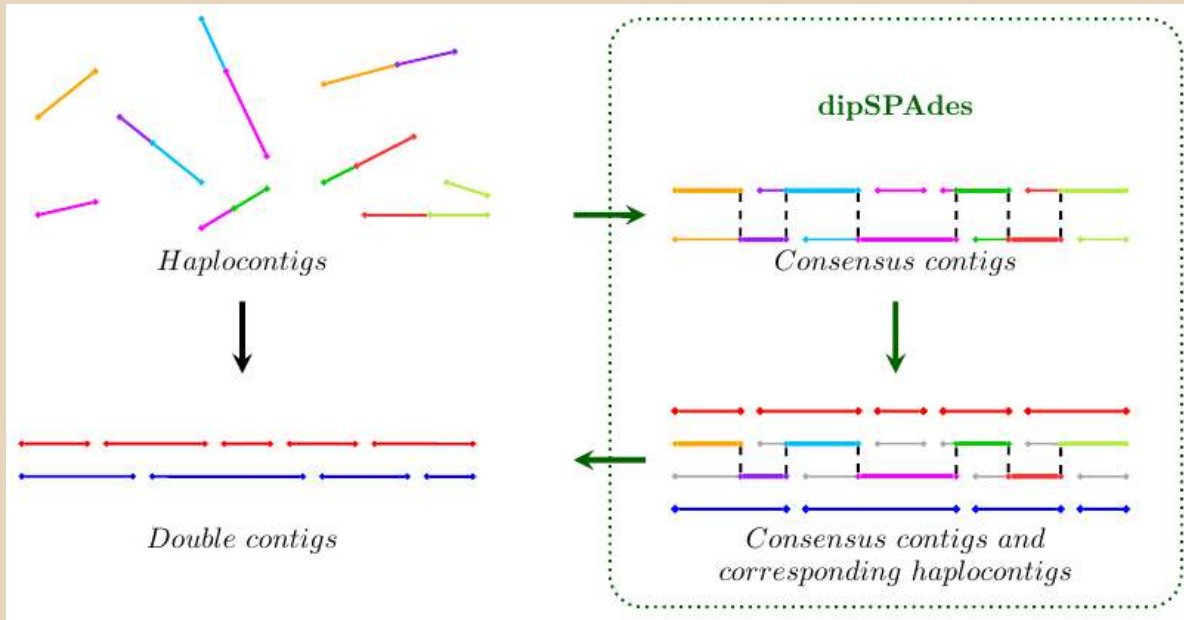 dipSPAdes
Haplocontigs
Consensus contigs
Double contigs
Consensus contigs and
corresponding haplocontigs